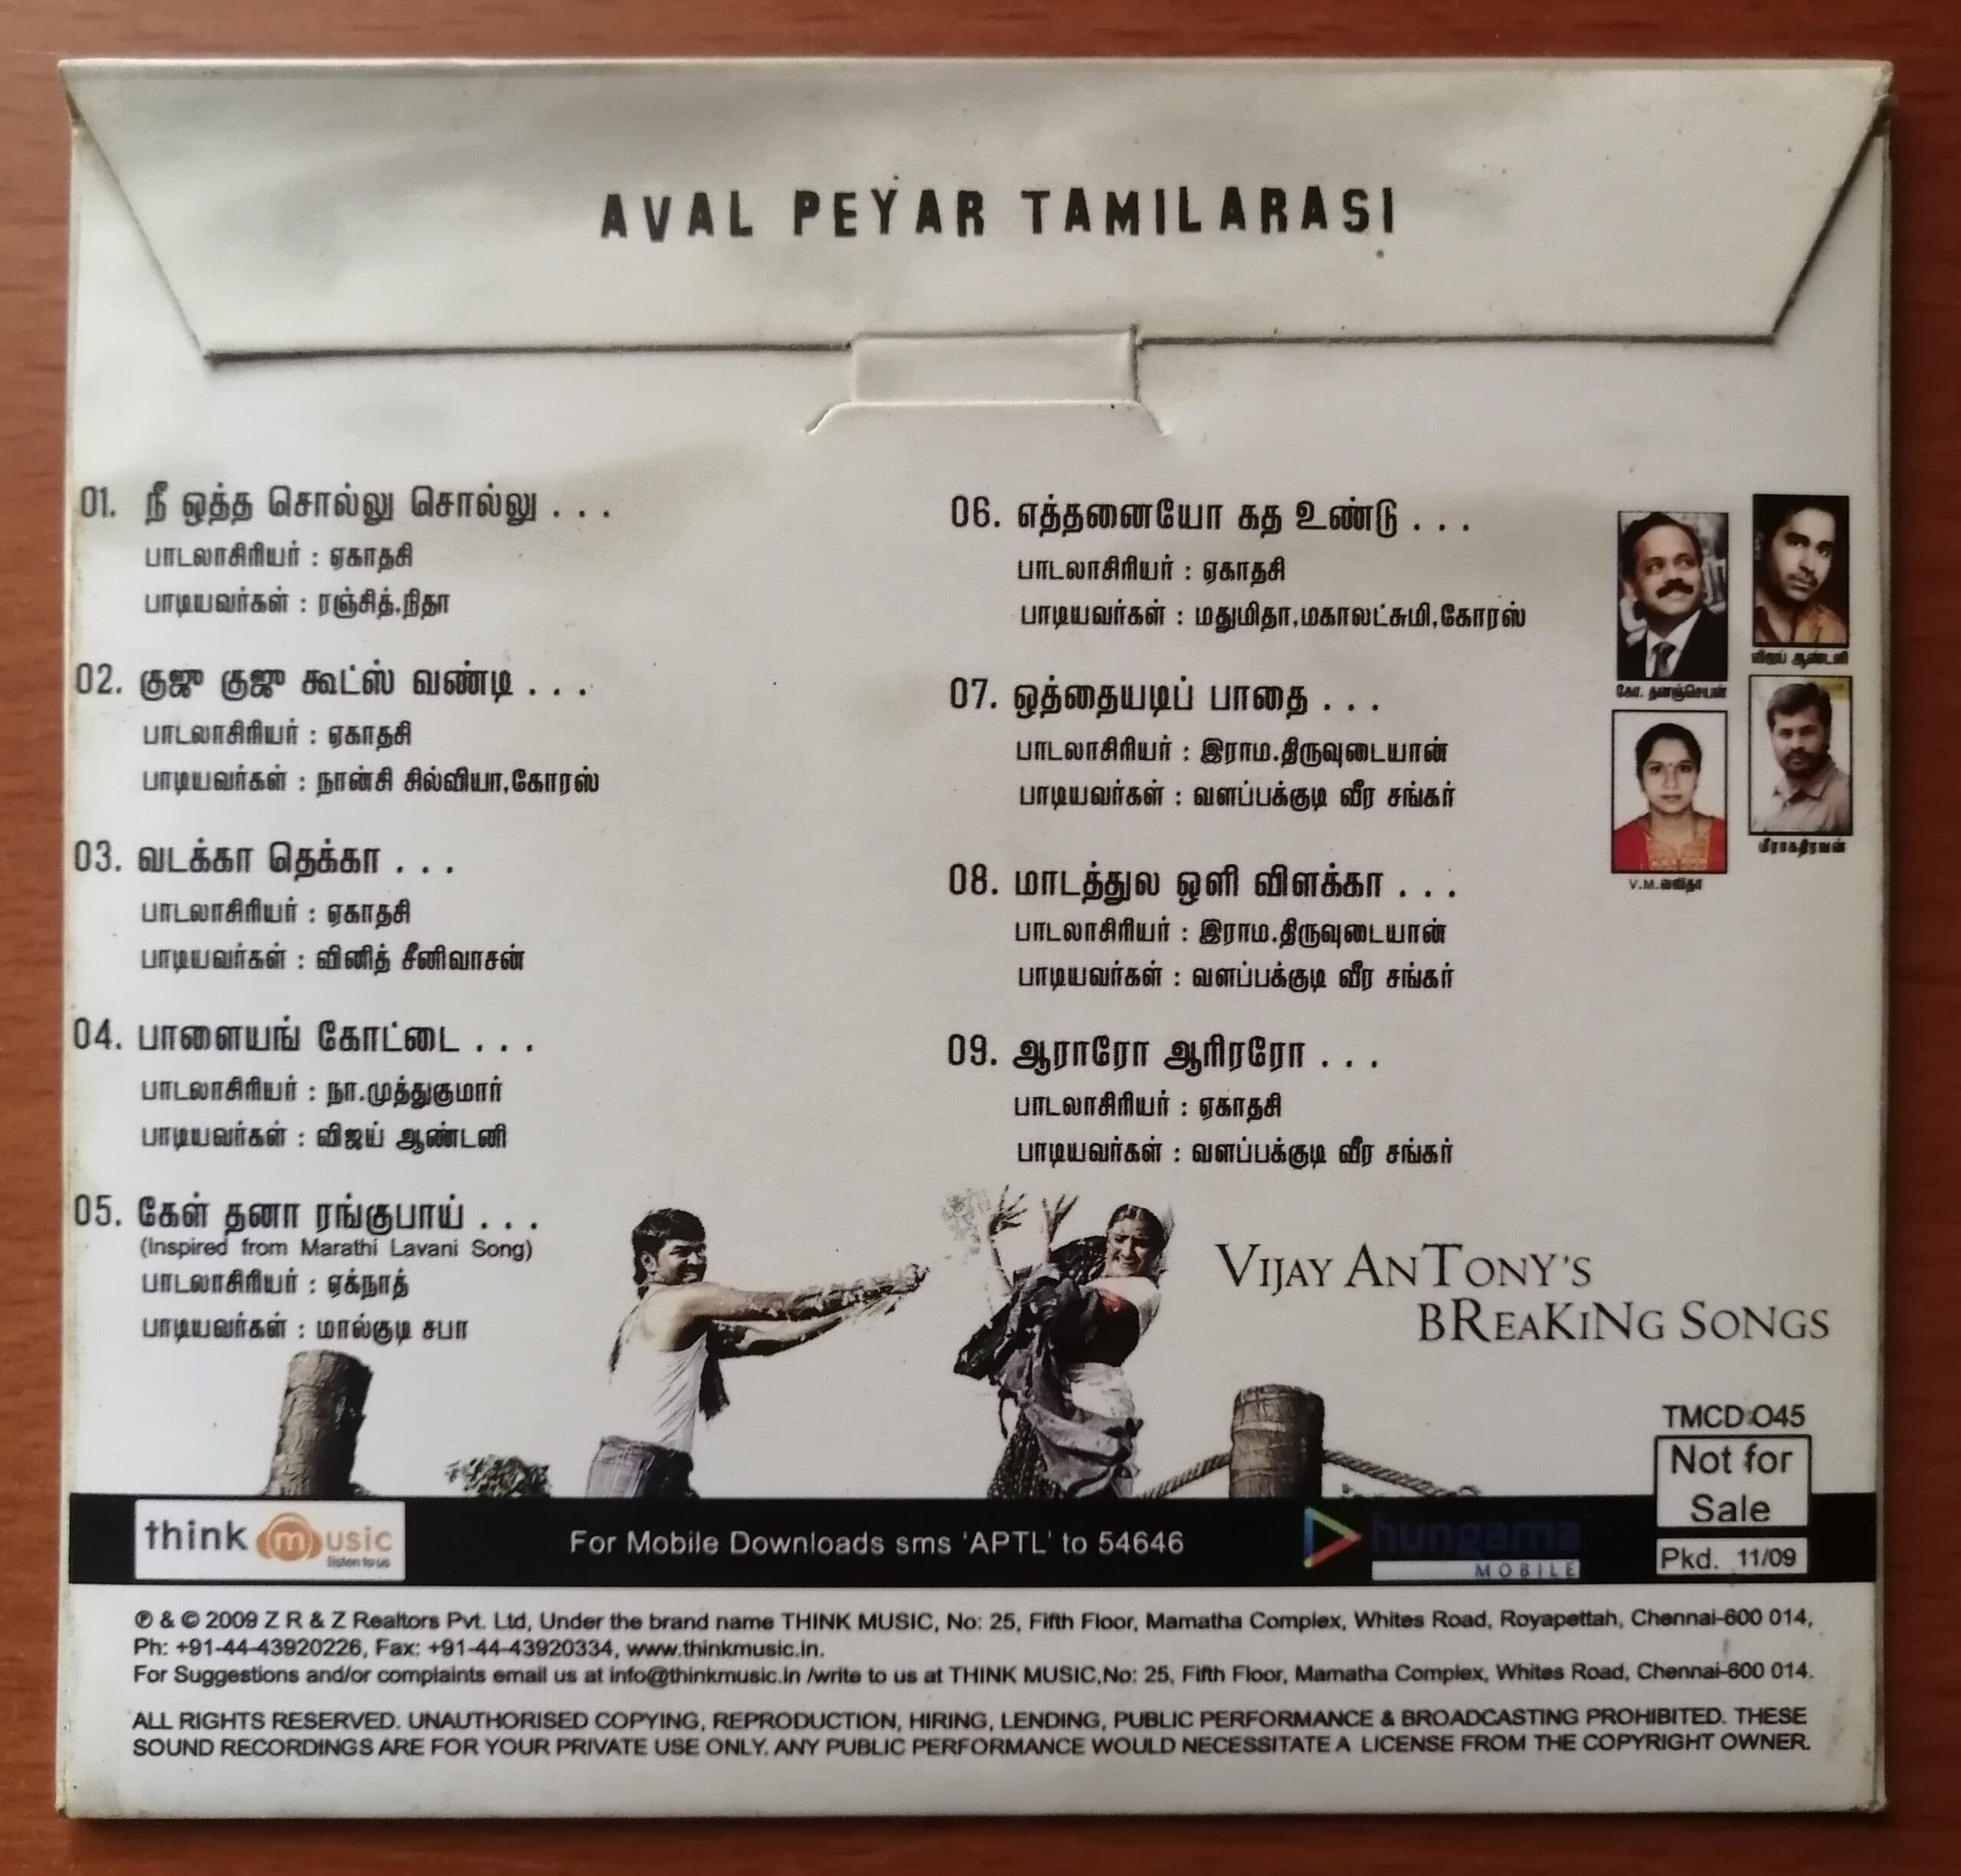 AVAL PEYAR TAMILARASI
01. நீ ஒத்த சொல்லு சொல்லு . . .
பாடலாசிரியர் : ஏகாதசி
பாடியவர்கள் : ரஞ்சித்,நிதா
02. குஜு குஜு கூட்ஸ் வண்டி . . .
பாடலாசிரியர் : ஏகாதசி
பாடியவர்கள் : நான்சி சில்வியா,கோரஸ்
03. வடக்கா தெக்கா . . .
பாடலாசிரியர் : ஏகாதசி
பாடியவர்கள் : வினித் சீனிவாசன்
04. பாளையங் கோட்டை . . .
பாடலாசிரியர் : நா.முத்துகுமார்
பாடியவர்கள் : விஜய் ஆண்டனி
05. கேள் தனா ரங்குபாய் . . .
(Inspired from Marathi Lavani Song)
பாடலாசிரியர் : ஏக்நாத்
பாடியவர்கள் : மால்குடி சபா
06. எத்தனையோ கத உண்டு . . .
பாடலாசிரியர் : ஏகாதசி
பாடியவர்கள் : மதுமிதா,மகாலட்சுமி,கோரஸ்
07. ஒத்தையடிப் பாதை . . .
பாடலாசிரியர் : இராம.திருவுடையான்
பாடியவர்கள் : வளப்பக்குடி வீர சங்கர்
08. மாடத்துல ஒளி விளக்கா . . .
பாடலாசிரியர் : இராம.திருவுடையான்
பாடியவர்கள் : வளப்பக்குடி வீர சங்கர்
09. ஆராரோ ஆரிரரோ . . .
பாடலாசிரியர் : ஏகாதசி
பாடியவர்கள் : வளப்பக்குடி வீர சங்கர்
கோ. தனஞ்செயன்
விஜய் ஆண்டனி
V.M.வனிதா
மீராகதிரவன்
VIJAY ANTONY'S
BREAKING SONGS
TMCD 045
Not for
Sale
Pkd. 11/09
think music
listen to us
For Mobile Downloads sms 'APTL' to 54646
hungama
MOBILE
℗ & © 2009 Z R & Z Realtors Pvt. Ltd, Under the brand name THINK MUSIC, No: 25, Fifth Floor, Mamatha Complex, Whites Road, Royapettah, Chennai-600 014,
Ph: +91-44-43920226, Fax: +91-44-43920334, www.thinkmusic.in.
For Suggestions and/or complaints email us at info@thinkmusic.in /write to us at THINK MUSIC,No: 25, Fifth Floor, Mamatha Complex, Whites Road, Chennai-600 014.
ALL RIGHTS RESERVED. UNAUTHORISED COPYING, REPRODUCTION, HIRING, LENDING, PUBLIC PERFORMANCE & BROADCASTING PROHIBITED. THESE
SOUND RECORDINGS ARE FOR YOUR PRIVATE USE ONLY. ANY PUBLIC PERFORMANCE WOULD NECESSITATE A LICENSE FROM THE COPYRIGHT OWNER.